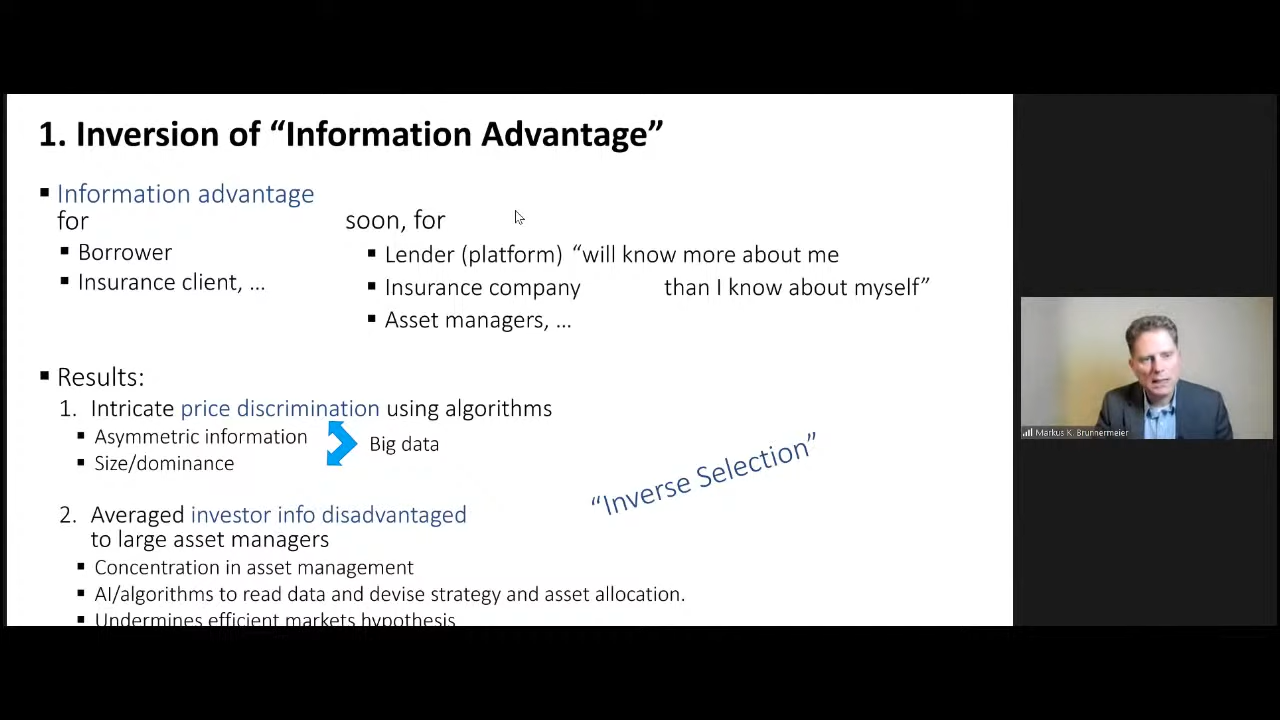 1. Inversion of “Information Advantage”
▪ Information advantage
for
▪ Borrower
▪ Insurance client, …
soon, for
▪ Lender (platform) “will know more about me
▪ Insurance company than I know about myself”
▪ Asset managers, …
▪ Results:
1. Intricate price discrimination using algorithms
▪ Asymmetric information
▪ Size/dominance
Big data
“Inverse Selection”
2. Averaged investor info disadvantaged
to large asset managers
▪ Concentration in asset management
▪ AI/algorithms to read data and devise strategy and asset allocation.
▪ Undermines efficient markets hypothesis
Markus K. Brunnermeier